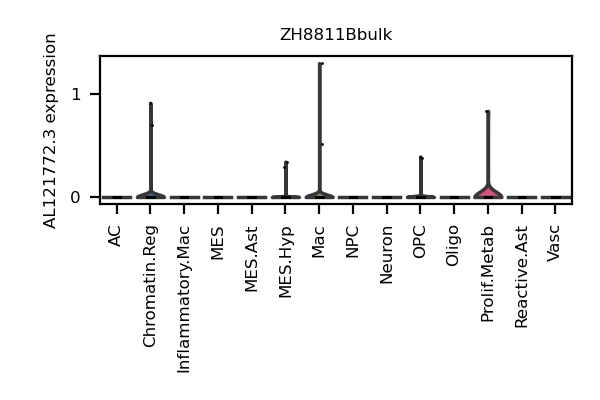 ZH8811Bbulk
AL121772.3 expression
1
0
AC
Chromatin.Reg
Inflammatory.Mac
MES
MES.Ast
MES.Hyp
Mac
NPC
Neuron
OPC
Oligo
Prolif.Metab
Reactive.Ast
Vasc